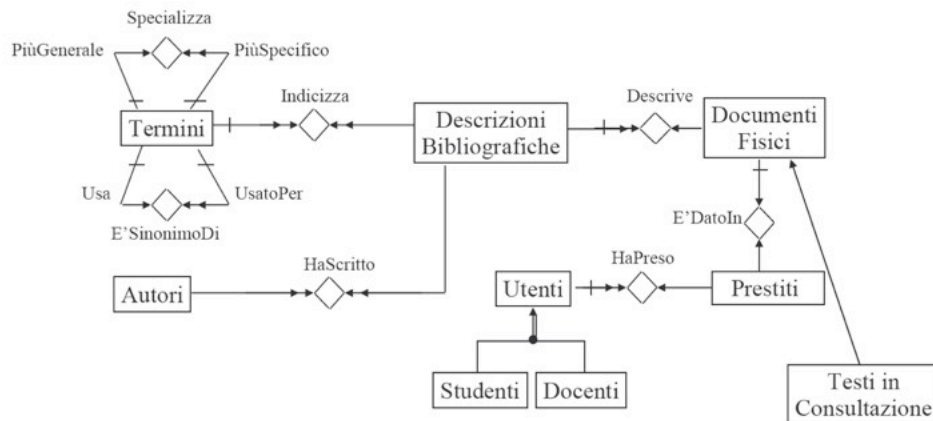 Specializza
PiùGenerale
PiùSpecifico
Indicizza
Descrive
Termini
Descrizioni
Bibliografiche
Documenti
Fisici
Usa
UsatoPer
E'SinonimoDi
E'DatoIn
HaScritto
HaPreso
Autori
Utenti
Prestiti
Studenti
Docenti
Testi in
Consultazione